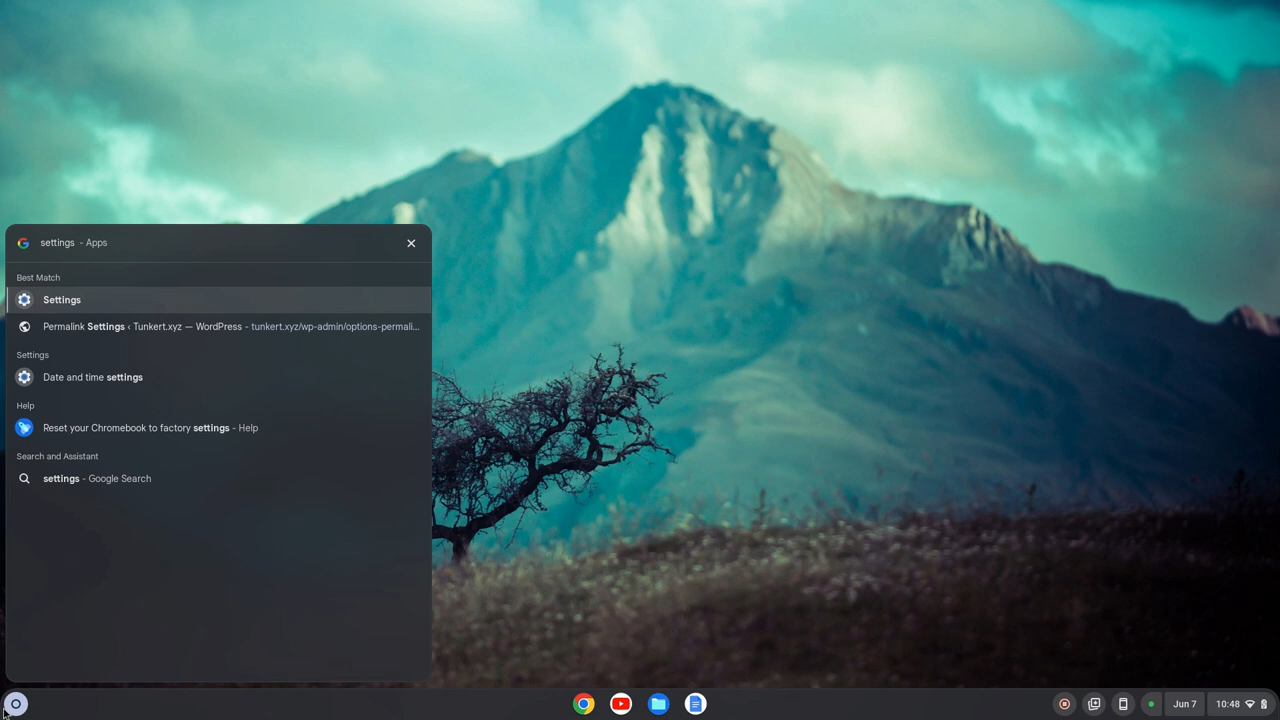 settings - Apps
Best Match
Settings
Permalink Settings ‹ Tunkert.xyz — WordPress - tunkert.xyz/wp-admin/options-permali...
Settings
Date and time settings
Help
Reset your Chromebook to factory settings - Help
Search and Assistant
settings - Google Search
Jun 7
10:48